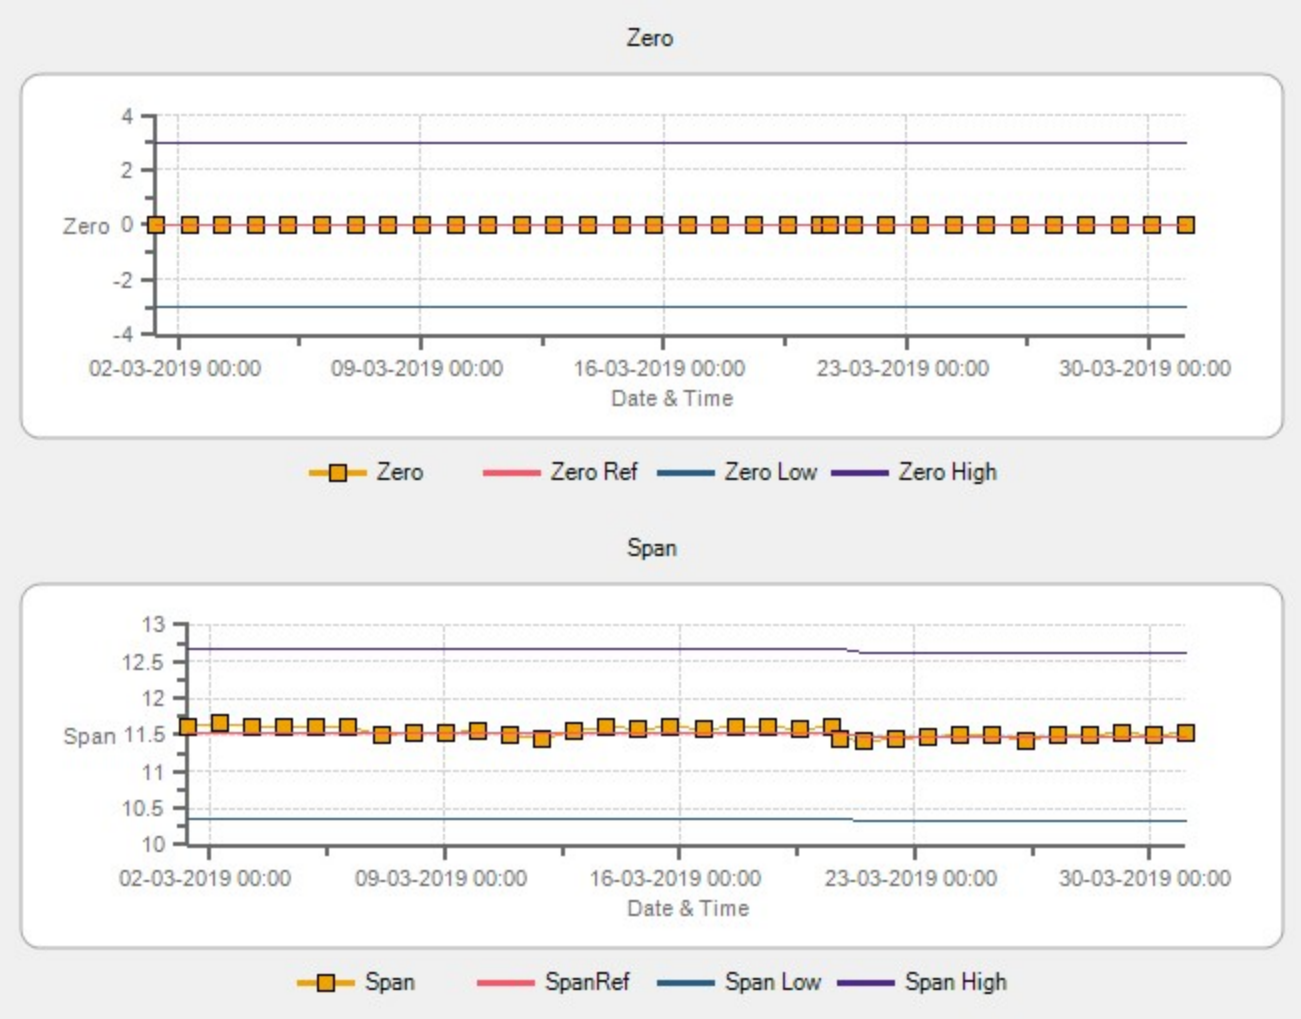 Zero
4
2
Zero 0
-2
-4
02-03-2019 00:00 09-03-2019 00:00 16-03-2019 00:00 23-03-2019 00:00 30-03-2019 00:00
Date & Time
Zero Zero Ref Zero Low Zero High
Span
13
12.5
12
Span 11.5
11
10.5
10
02-03-2019 00:00 09-03-2019 00:00 16-03-2019 00:00 23-03-2019 00:00 30-03-2019 00:00
Date & Time
Span SpanRef Span Low Span High